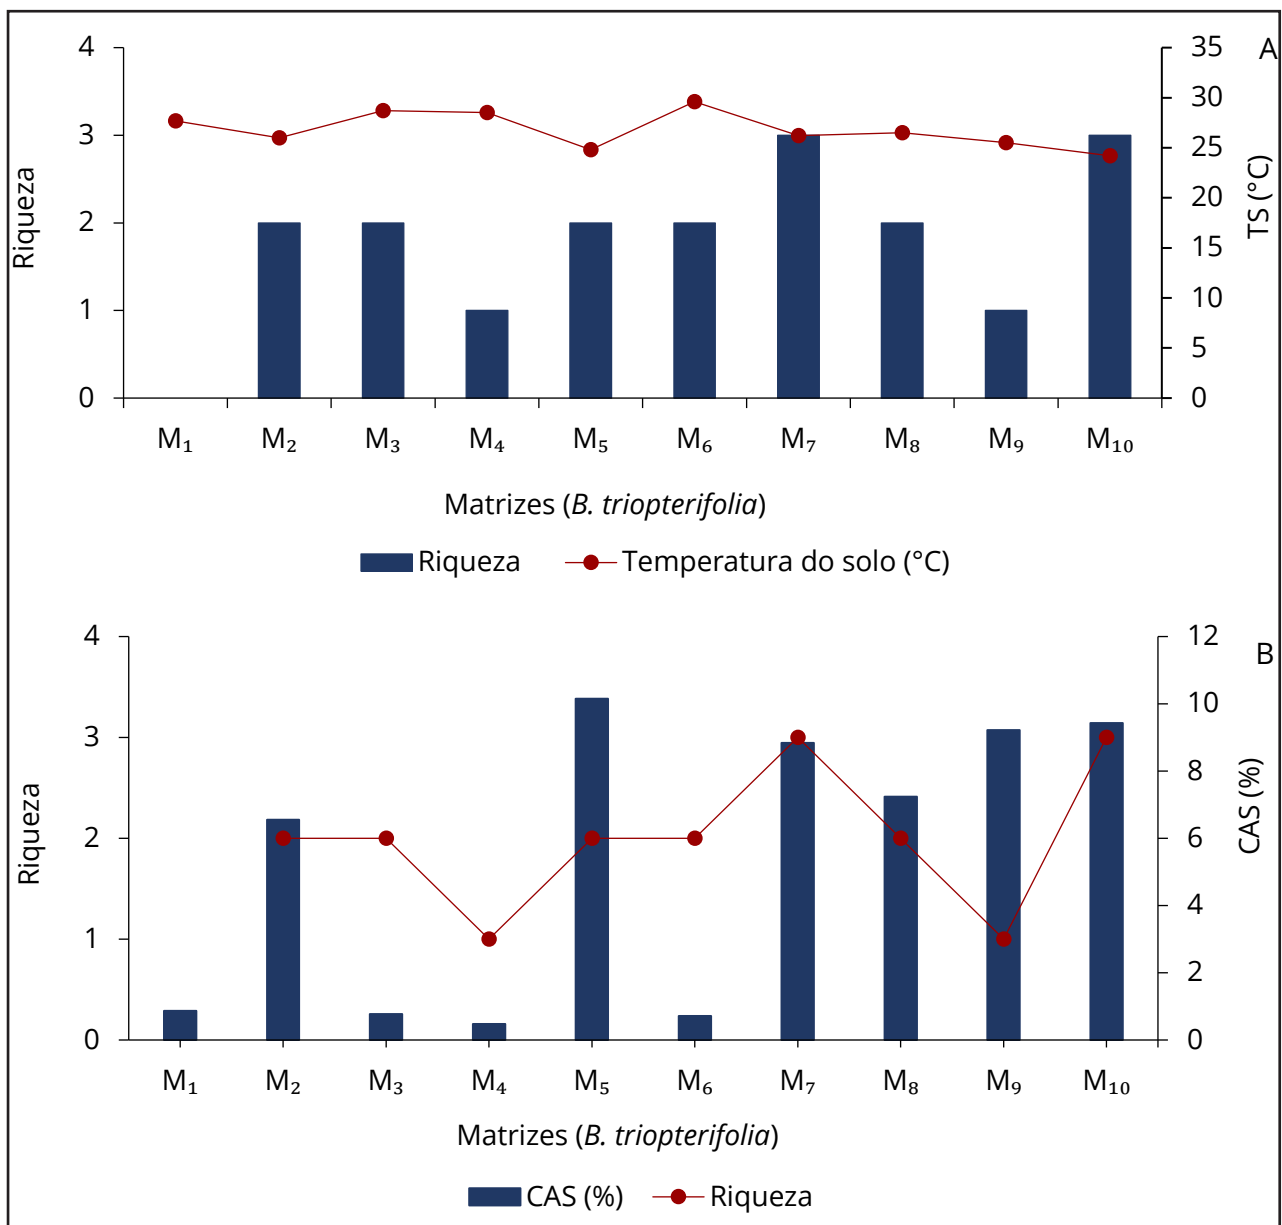 A
4
3
2
1
0
Riqueza
35
30
25
20
15
10
5
0
TS (°C)
M₁ M₂ M₃ M₄ M₅ M₆ M₇ M₈ M₉ M₁₀
Matrizes (B. triopterifolia)
Riqueza Temperatura do solo (°C)
B
4
3
2
1
0
Riqueza
12
10
8
6
4
2
0
CAS (%)
M₁ M₂ M₃ M₄ M₅ M₆ M₇ M₈ M₉ M₁₀
Matrizes (B. triopterifolia)
CAS (%) Riqueza